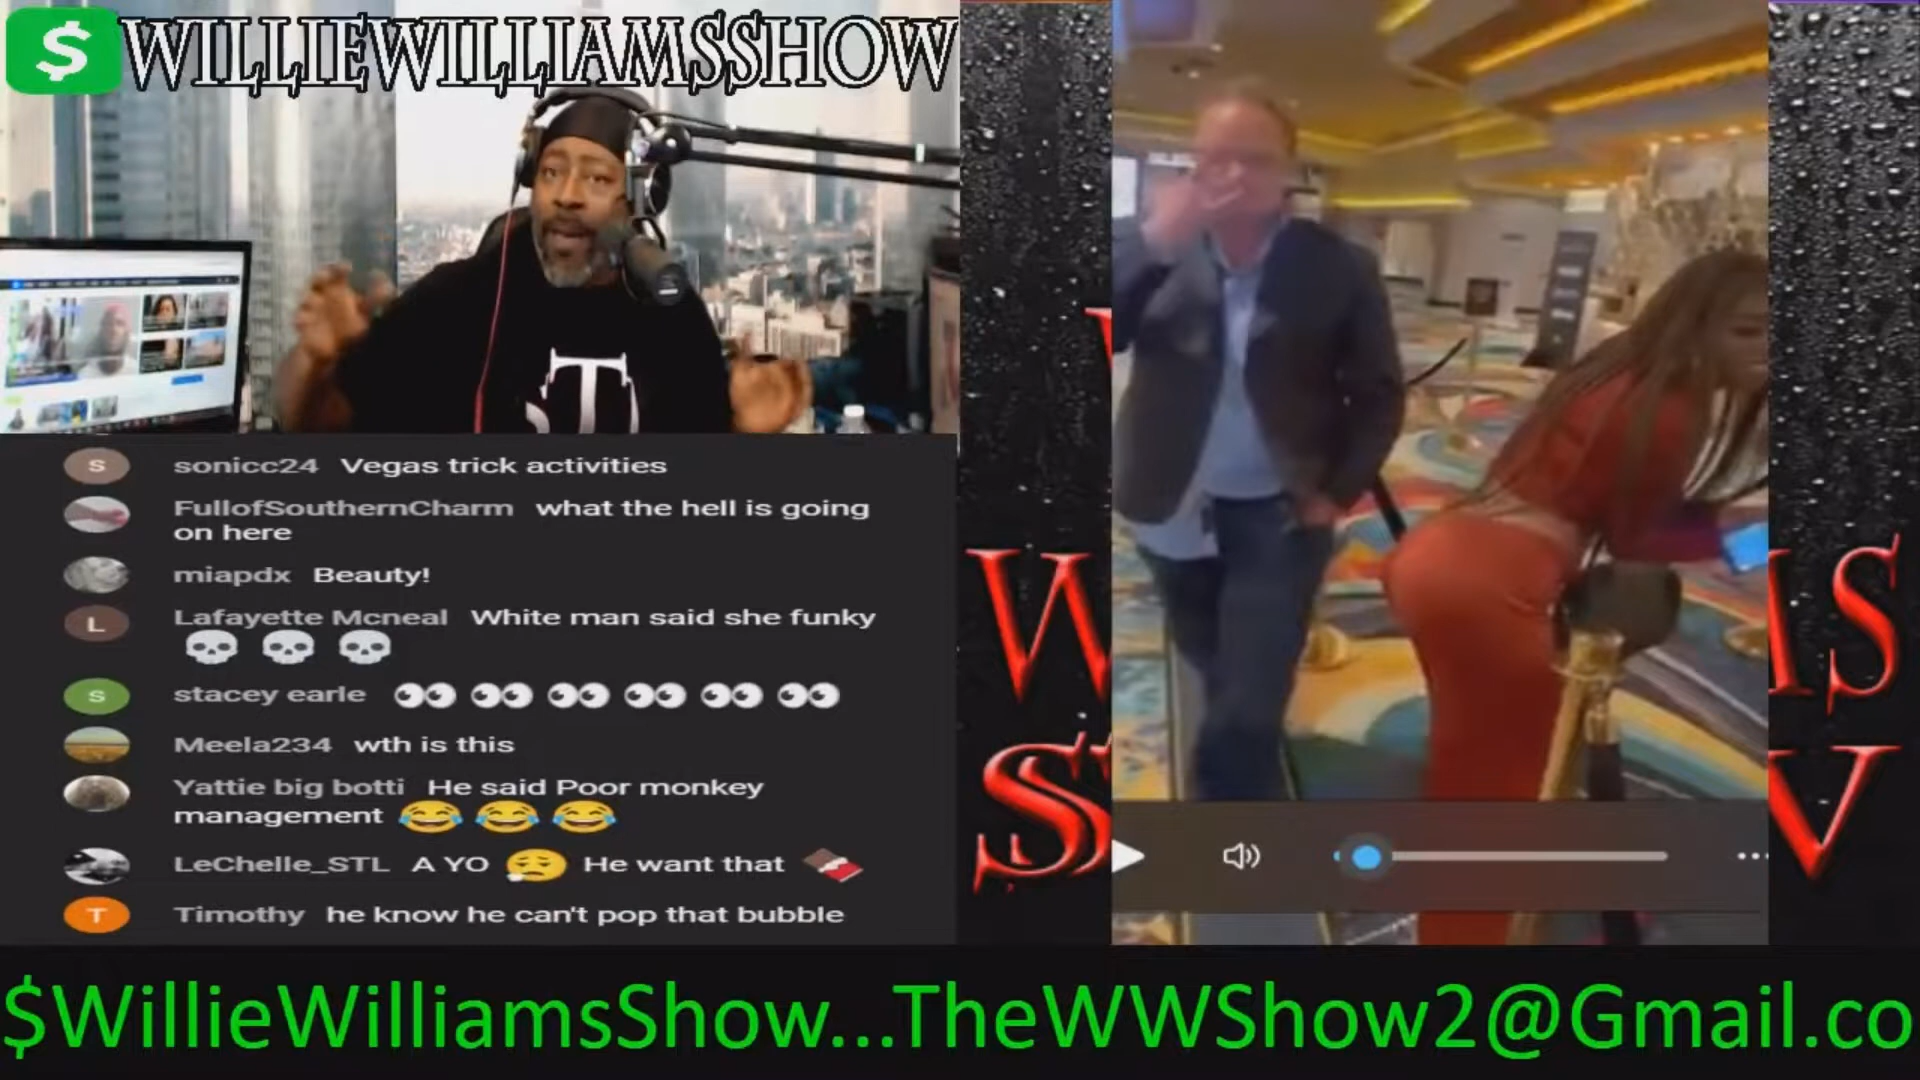 $ WILLIEWILLIAMSSHOW
S sonicc24 Vegas trick activities
FullofSouthernCharm what the hell is going
on here
miapdx Beauty!
L Lafayette Mcneal White man said she funky
💀 💀 💀
S stacey earle 👀 👀 👀 👀 👀 👀
Meela234 wth is this
Yattie big botti He said Poor monkey
management 😂 😂 😂
LeChelle_STL A YO 😮‍💨 He want that 🍫
T Timothy he know he can't pop that bubble
$WillieWilliamsShow...TheWWShow2@Gmail.co